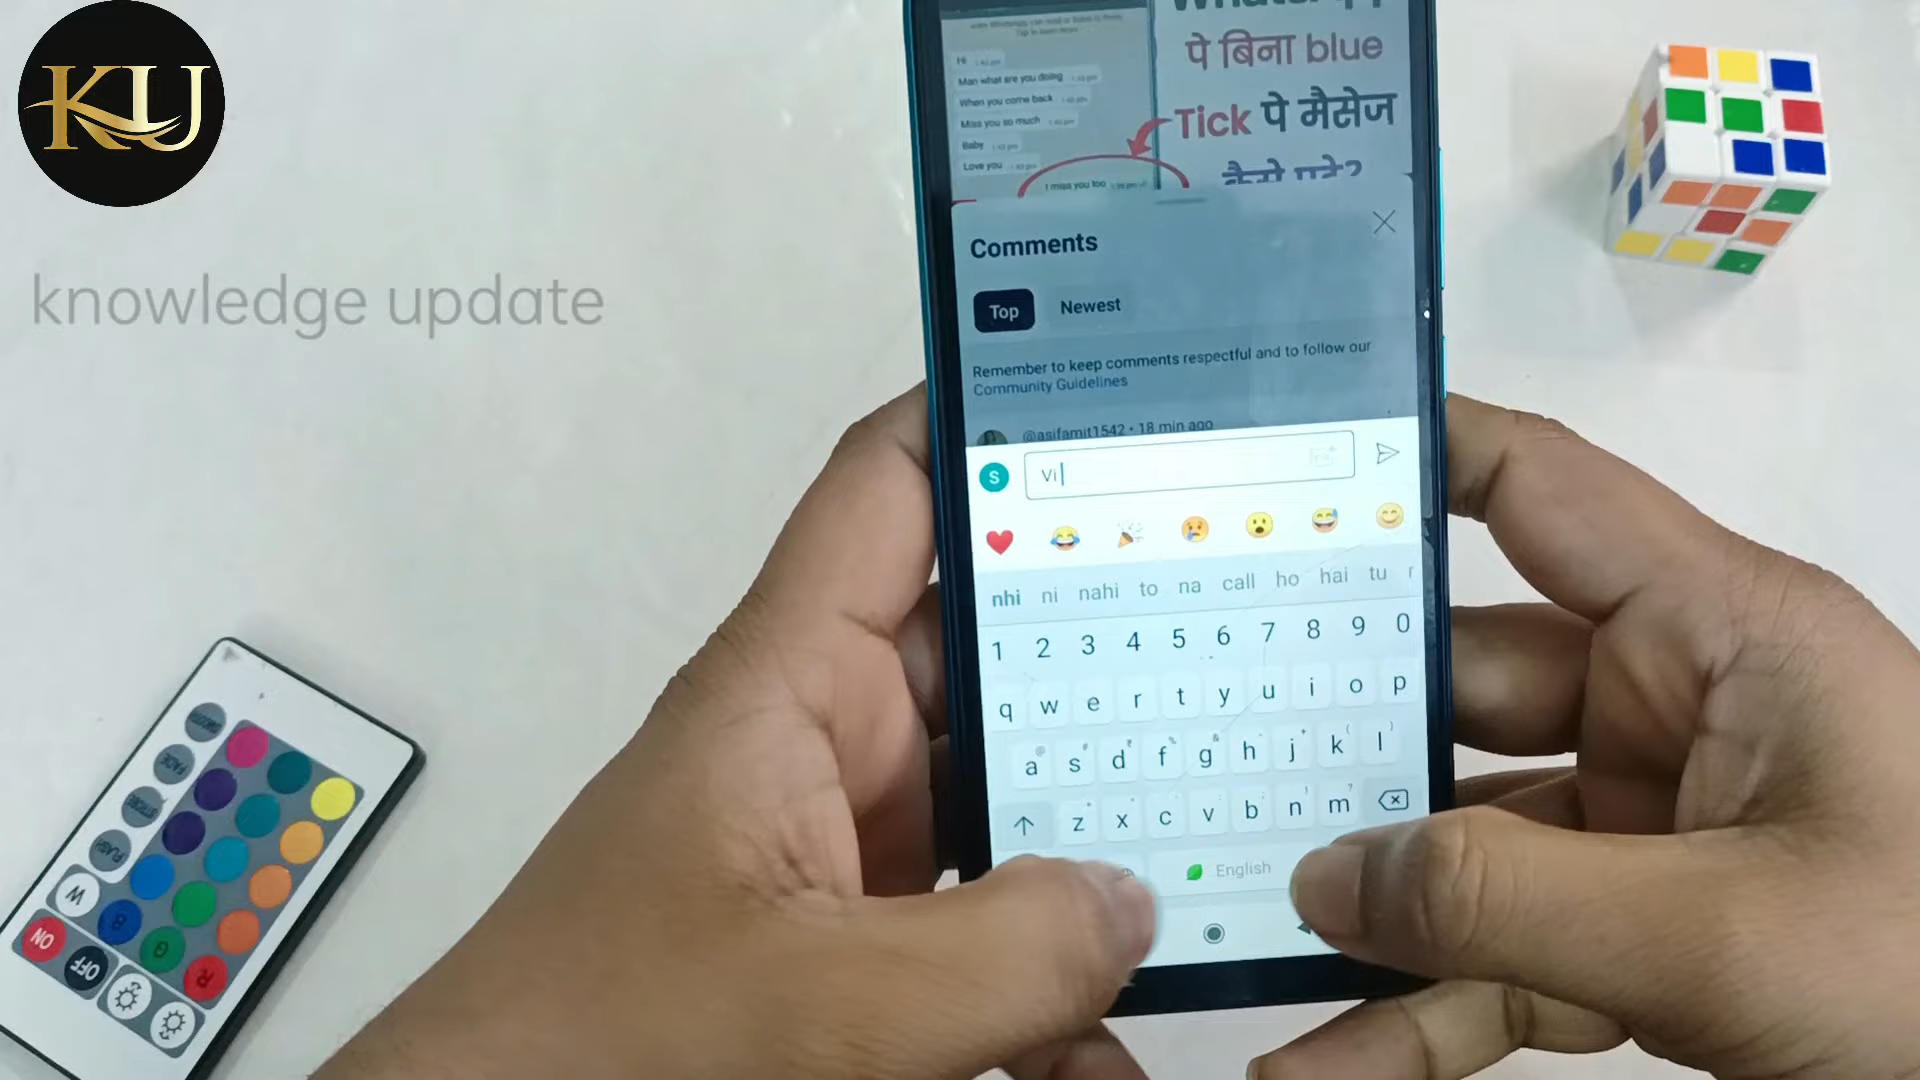 KU
knowledge update
Hi
Man what are you doing
When you come back
Miss you so much
Baby
Love you
I miss you too
पे बिना blue
Tick पे मैसेज
Comments
Top Newest
Remember to keep comments respectful and to follow our
Community Guidelines
@asifamit1542 • 18 min ago
S
Vi
nhi ni nahi to na call ho hai tu
1 2 3 4 5 6 7 8 9 0
q w e r t y u i o p
a s d f g h j k l
z x c v b n m
English
FADE
STROBE
FLASH
W
ON OFF B G R